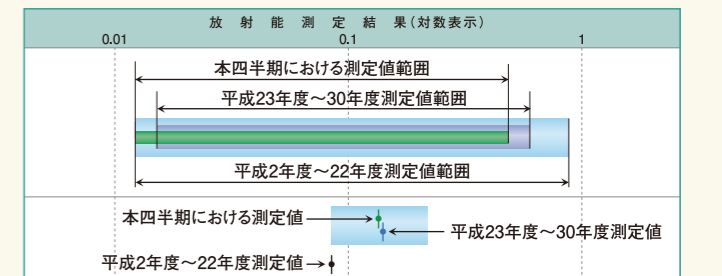 放射能測定結果(対数表示)
0.01 0.1 1
本四半期における測定値範囲
平成23年度～30年度測定値範囲
平成2年度～22年度測定値範囲
本四半期における測定値
平成23年度～30年度測定値
平成2年度～22年度測定値